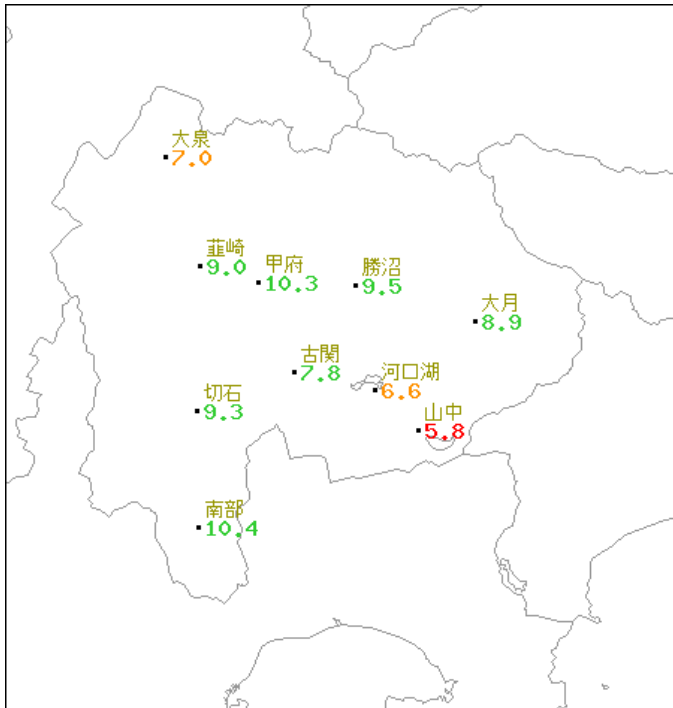 大泉
7.0
韮崎
9.0
甲府
10.3
勝沼
9.5
大月
8.9
古関
7.8
河口湖
6.6
切石
9.3
山中
5.8
南部
10.4